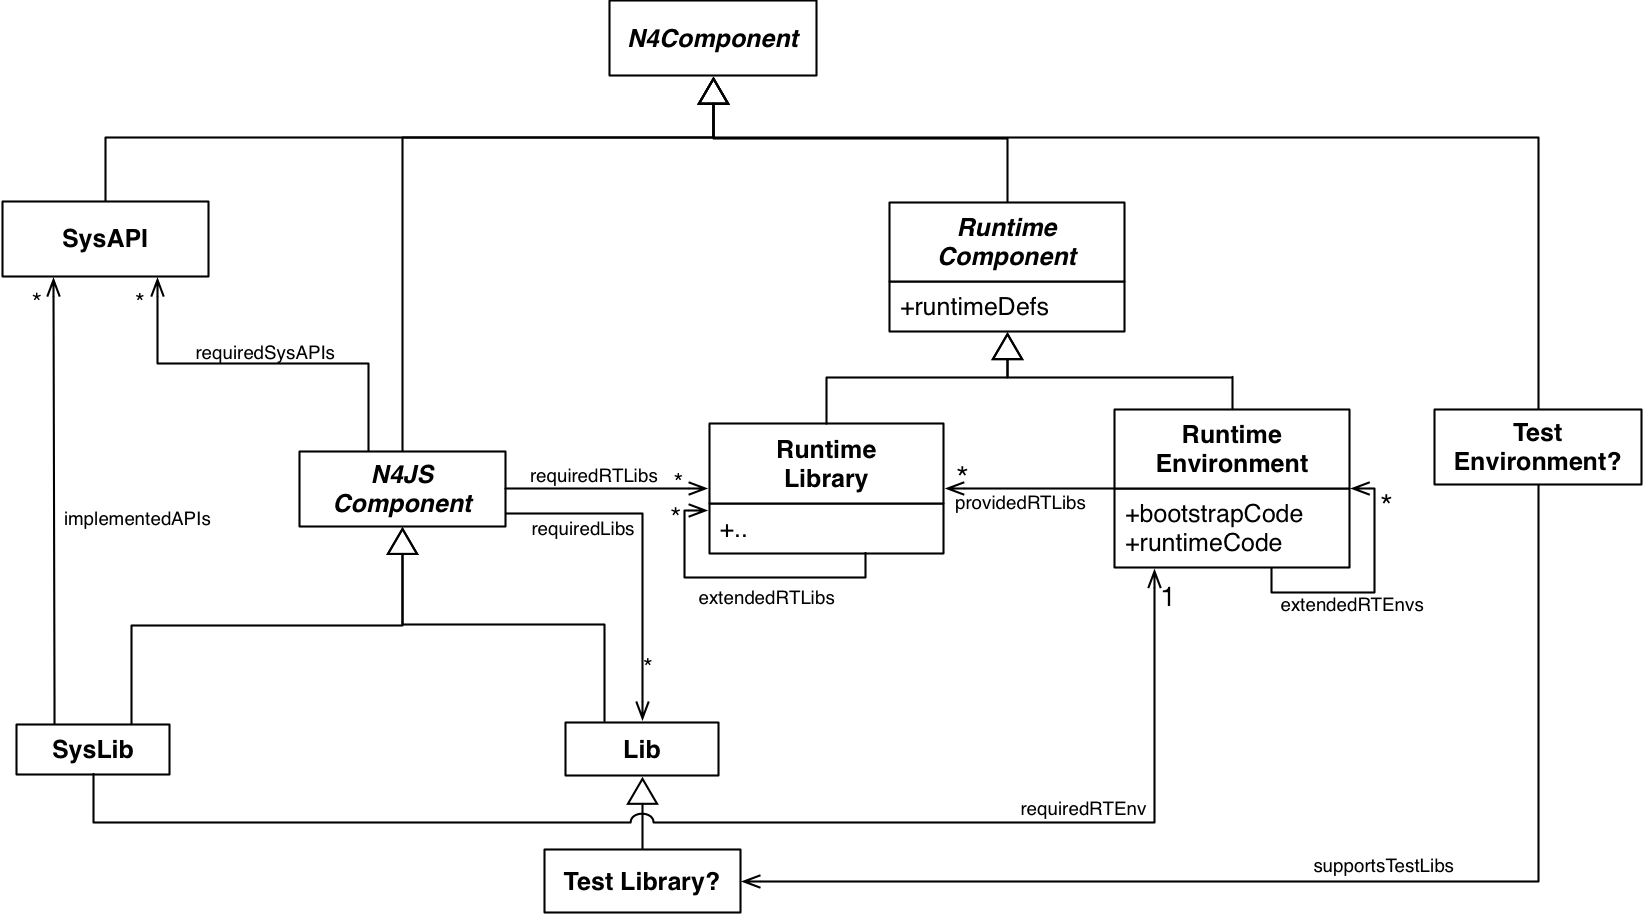 N4Component
SysAPI
Runtime
Component
+runtimeDefs
*
*
requiredSysAPIs
Runtime
Library
+..
Runtime
Environment
+bootstrapCode
+runtimeCode
Test
Environment?
N4JS
Component
requiredRTLibs
*
*
providedRTLibs
*
*
requiredLibs
implementedAPIs
extendedRTLibs
1
extendedRTEnvs
*
SysLib
Lib
requiredRTEnv
supportsTestLibs
Test Library?